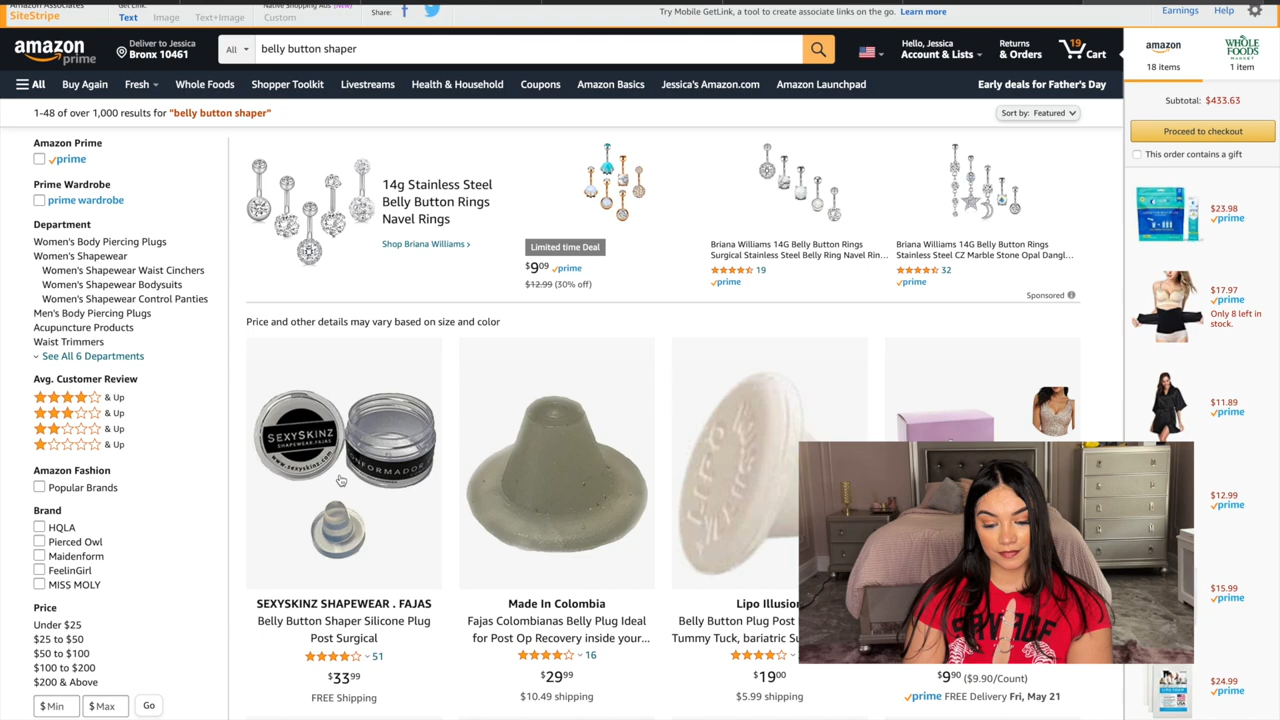 Amazon Associates
SiteStripe
Get Link:
Text
Image
Text+Image
Native Shopping Ads (New)
Custom
Share:
Try Mobile GetLink, a tool to create associate links on the go. Learn more
Earnings
Help
amazon
prime
Deliver to Jessica
Bronx 10461
All
belly button shaper
Hello, Jessica
Account & Lists
Returns
& Orders
19
Cart
All
Buy Again
Fresh
Whole Foods
Shopper Toolkit
Livestreams
Health & Household
Coupons
Amazon Basics
Jessica's Amazon.com
Amazon Launchpad
Early deals for Father's Day
amazon
18 items
WHOLE
FOODS
MARKET
1 item
Subtotal: $433.63
Proceed to checkout
This order contains a gift
$23.98
prime
$17.97
prime
Only 8 left in
stock.
$11.89
prime
$12.99
prime
$15.99
prime
$24.99
prime
1-48 of over 1,000 results for "belly button shaper"
Sort by: Featured
Amazon Prime
prime
Prime Wardrobe
prime wardrobe
Department
Women's Body Piercing Plugs
Women's Shapewear
Women's Shapewear Waist Cinchers
Women's Shapewear Bodysuits
Women's Shapewear Control Panties
Men's Body Piercing Plugs
Acupuncture Products
Waist Trimmers
See All 6 Departments
Avg. Customer Review
& Up
& Up
& Up
& Up
Amazon Fashion
Popular Brands
Brand
HQLA
Pierced Owl
Maidenform
FeelinGirl
MISS MOLY
Price
Under $25
$25 to $50
$50 to $100
$100 to $200
$200 & Above
$ Min
$ Max
Go
14g Stainless Steel
Belly Button Rings
Navel Rings
Shop Briana Williams ›
Limited time Deal
$9.09 prime
$12.99 (30% off)
Briana Williams 14G Belly Button Rings
Surgical Stainless Steel Belly Ring Navel Rin...
19
prime
Briana Williams 14G Belly Button Rings
Stainless Steel CZ Marble Stone Opal Dangl...
32
prime
Sponsored
Price and other details may vary based on size and color
SEXYSKINZ
SHAPEWEAR.FAJAS
www.sexyskinz.com
SEXYSKINZ SHAPEWEAR . FAJAS
Belly Button Shaper Silicone Plug
Post Surgical
51
$33.99
FREE Shipping
Made In Colombia
Fajas Colombianas Belly Plug Ideal
for Post Op Recovery inside your...
16
$29.99
$10.49 shipping
Belly Button Plug Post
$19.00
$5.99 shipping
$9.90 ($9.90/Count)
prime FREE Delivery Fri, May 21